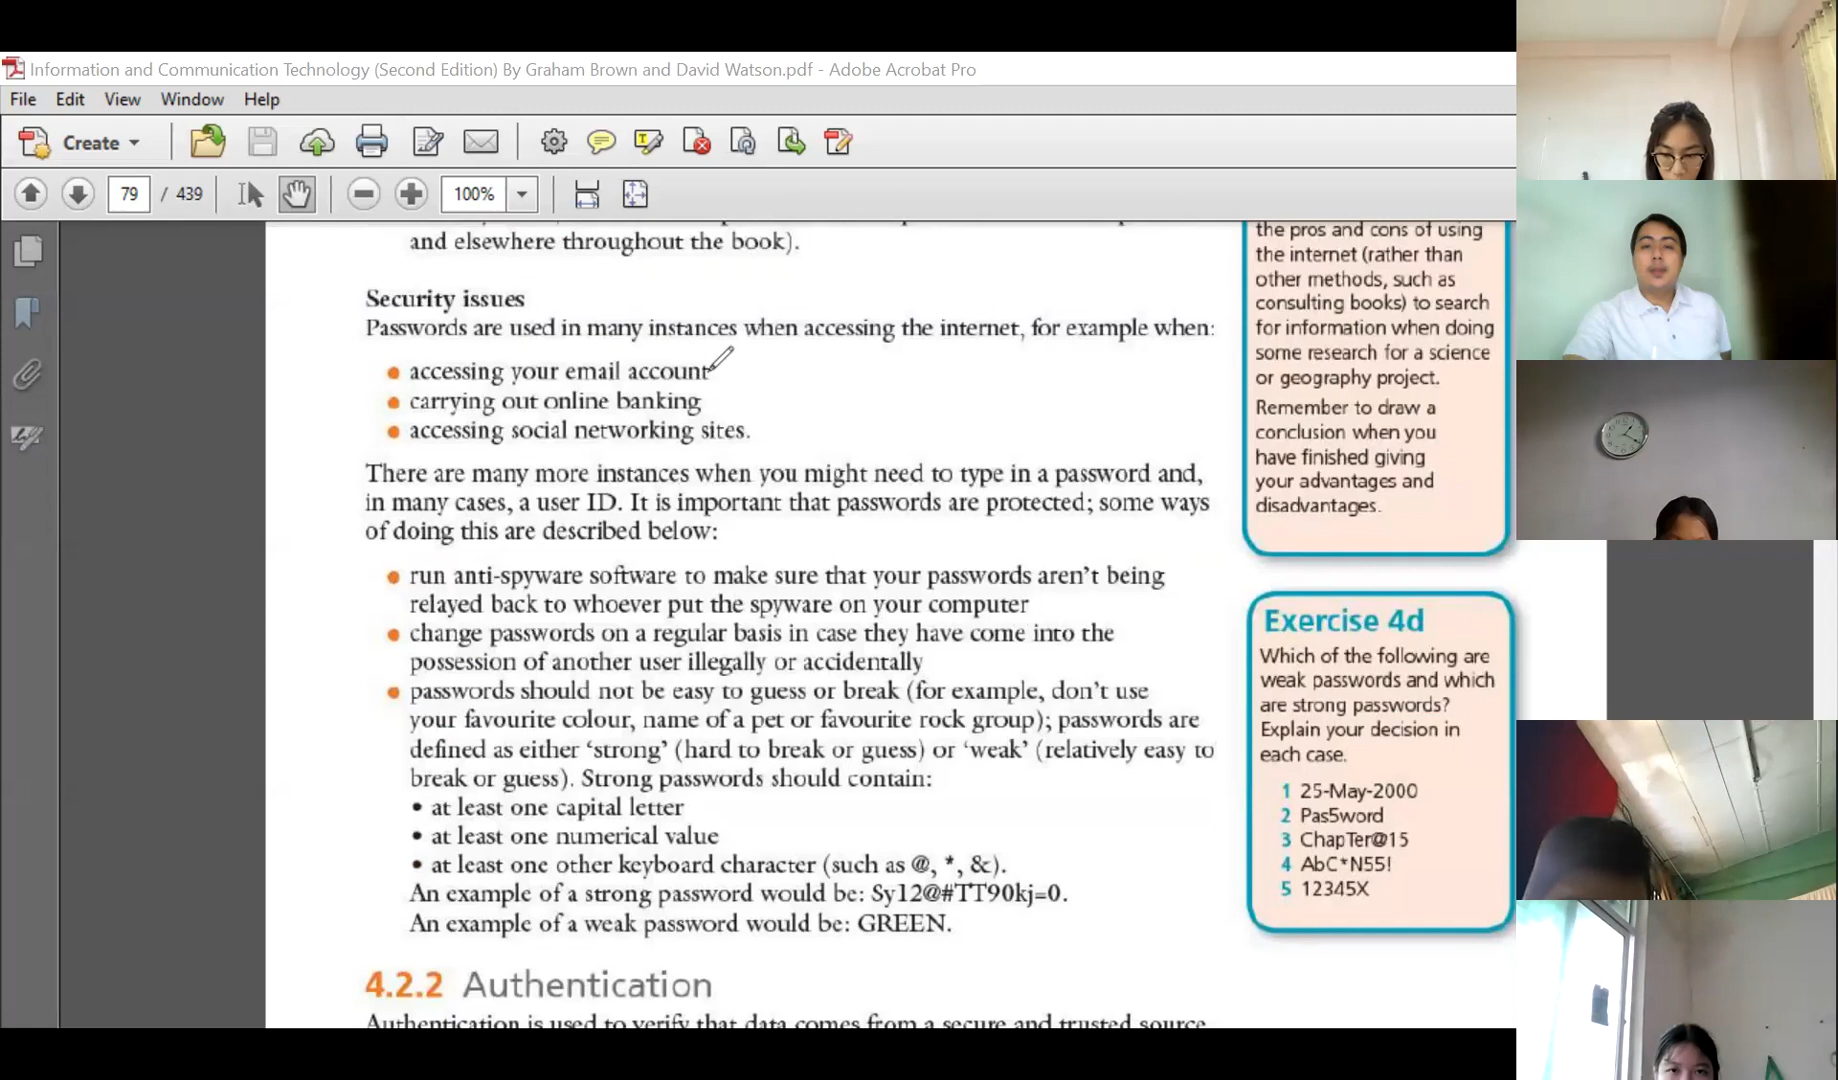 Information and Communication Technology (Second Edition) By Graham Brown and David Watson.pdf - Adobe Acrobat Pro
File Edit View Window Help
Create
79 / 439 100%
and elsewhere throughout the book).
Security issues
Passwords are used in many instances when accessing the internet, for example when:
• accessing your email account
• carrying out online banking
• accessing social networking sites.
There are many more instances when you might need to type in a password and,
in many cases, a user ID. It is important that passwords are protected; some ways
of doing this are described below:
• run anti-spyware software to make sure that your passwords aren't being
relayed back to whoever put the spyware on your computer
• change passwords on a regular basis in case they have come into the
possession of another user illegally or accidentally
• passwords should not be easy to guess or break (for example, don't use
your favourite colour, name of a pet or favourite rock group); passwords are
defined as either 'strong' (hard to break or guess) or 'weak' (relatively easy to
break or guess). Strong passwords should contain:
• at least one capital letter
• at least one numerical value
• at least one other keyboard character (such as @, *, &).
An example of a strong password would be: Sy12@#TT90kj=0.
An example of a weak password would be: GREEN.
4.2.2 Authentication
Authentication is used to verify that data comes from a secure and trusted source
the pros and cons of using
the internet (rather than
other methods, such as
consulting books) to search
for information when doing
some research for a science
or geography project.
Remember to draw a
conclusion when you
have finished giving
your advantages and
disadvantages.
Exercise 4d
Which of the following are
weak passwords and which
are strong passwords?
Explain your decision in
each case.
1 25-May-2000
2 Pas5word
3 ChapTer@15
4 AbC*N55!
5 12345X